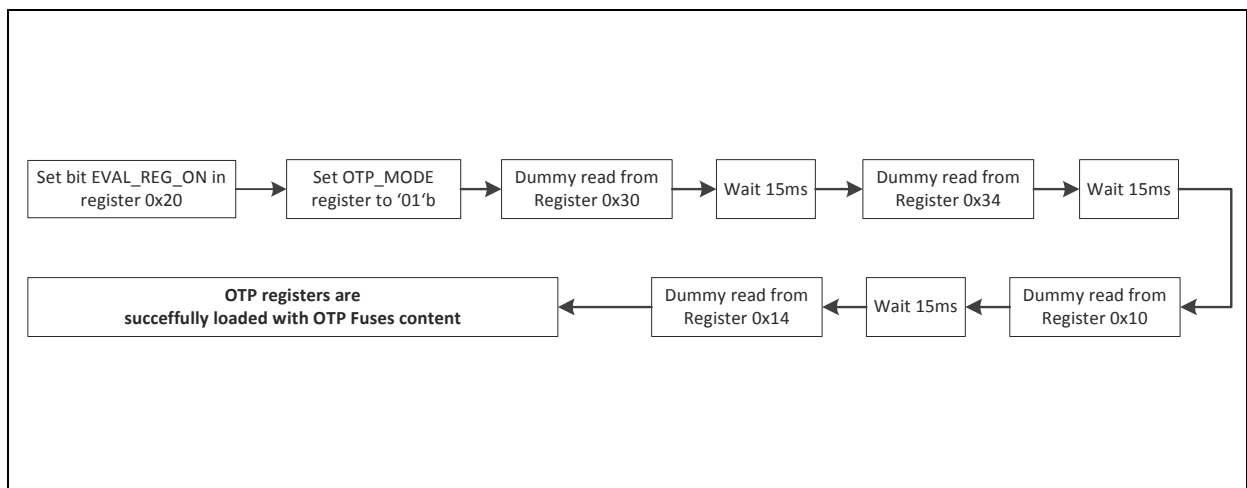 Set bit EVAL_REG_ON in
register 0x20
Set OTP_MODE
register to ‘01‘b
Dummy read from
Register 0x30
Wait 15ms
Dummy read from
Register 0x34
Wait 15ms
Dummy read from
Register 0x10
Wait 15ms
Dummy read from
Register 0x14
OTP registers are
succeffully loaded with OTP Fuses content